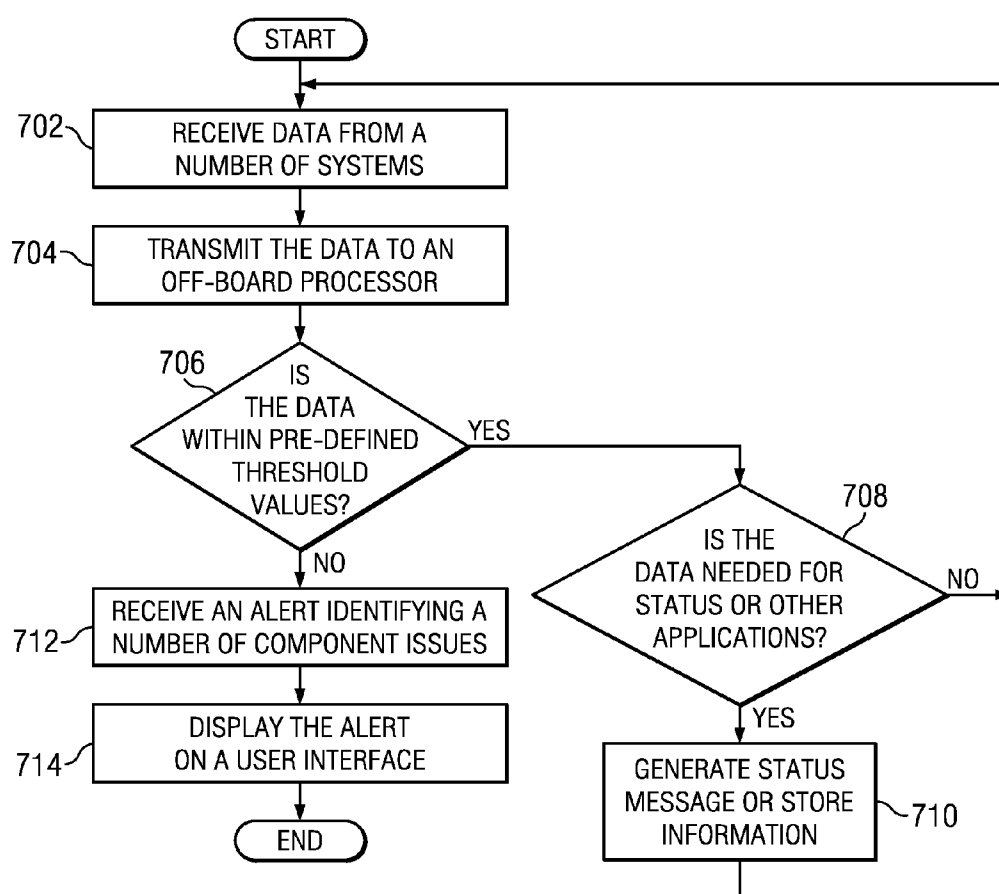 START
702
RECEIVE DATA FROM A
NUMBER OF SYSTEMS
704
TRANSMIT THE DATA TO AN
OFF-BOARD PROCESSOR
706
IS
THE DATA
WITHIN PRE-DEFINED
THRESHOLD
VALUES?
YES
NO
708
IS THE
DATA NEEDED FOR
STATUS OR OTHER
APPLICATIONS?
NO
YES
712
RECEIVE AN ALERT IDENTIFYING A
NUMBER OF COMPONENT ISSUES
714
DISPLAY THE ALERT
ON A USER INTERFACE
END
GENERATE STATUS
MESSAGE OR STORE
INFORMATION
710